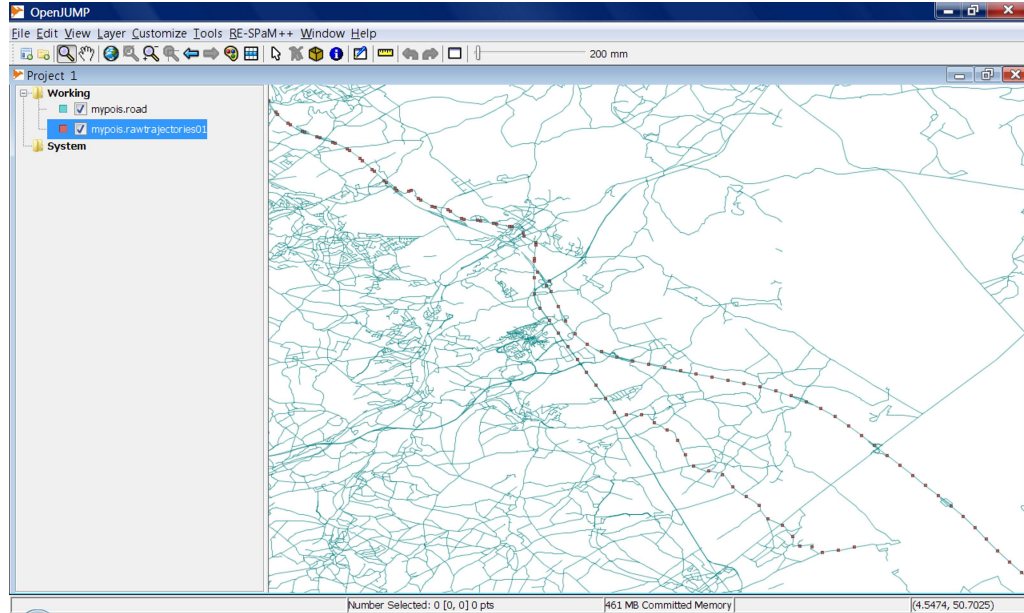 OpenJUMP
File Edit View Layer Customize Tools RE-SPaM++ Window Help
200 mm
Project 1
Working
mypois.road
mypois.rawtrajectories01
System
Number Selected: 0 [0, 0] 0 pts
461 MB Committed Memory
(4.5474, 50.7025)